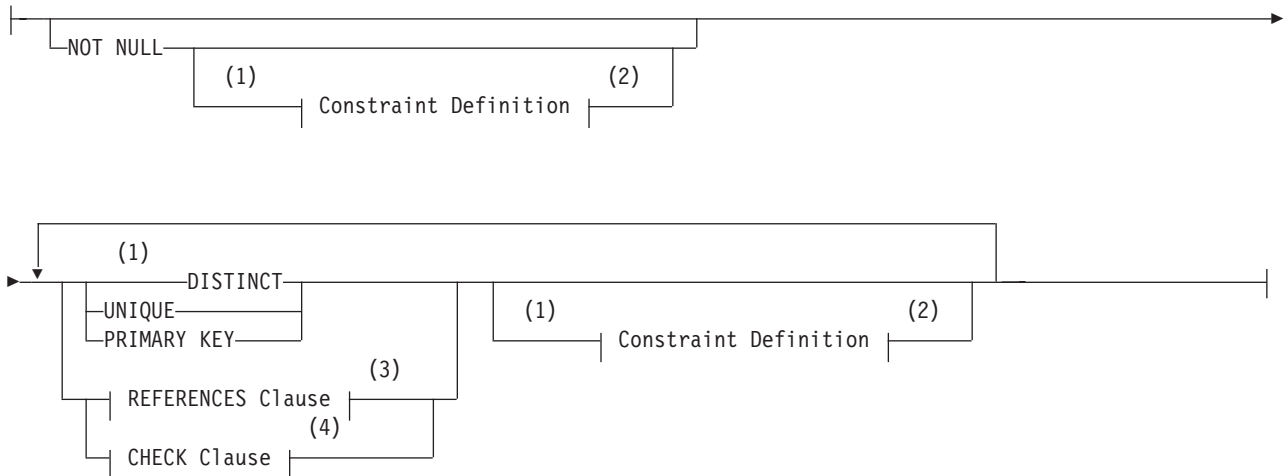 NOT NULL
(1) (2)
Constraint Definition
(1)
DISTINCT
UNIQUE
(1) (2)
PRIMARY KEY
Constraint Definition
(3)
REFERENCES Clause
(4)
CHECK Clause